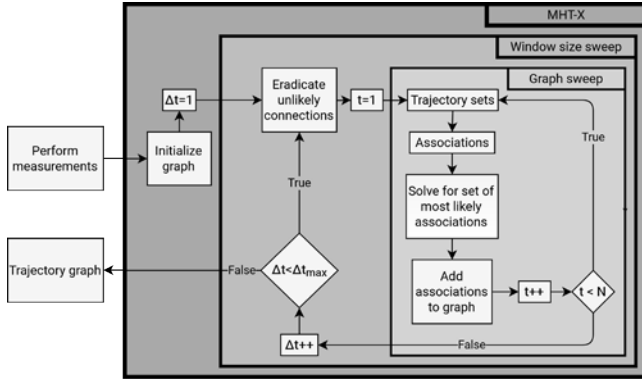 MHT-X
Window size sweep
Graph sweep
Perform
measurements
Δt=1
Initialize
graph
Eradicate
unlikely
connections
t=1
Trajectory sets
Associations
Solve for set of
most likely
associations
Add
associations
to graph
t++
t < N
True
False
Δt++
Δt<Δtmax
True
False
Trajectory graph